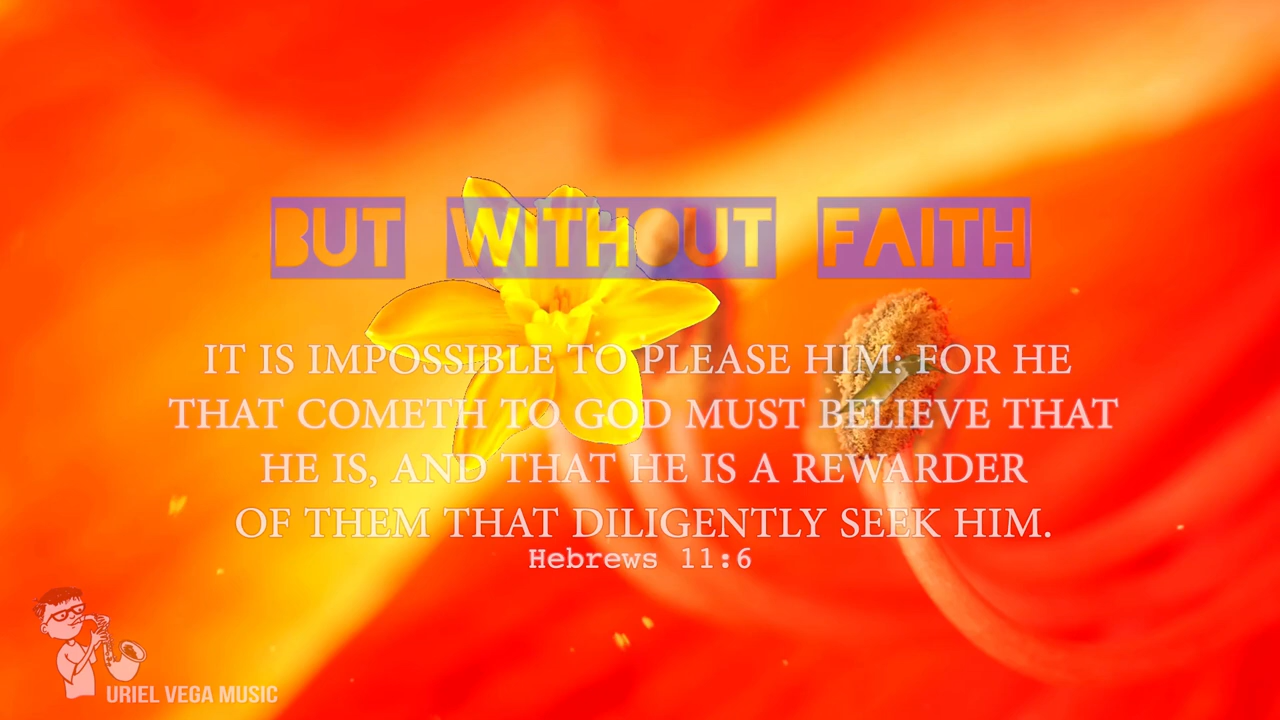 BUT WITHOUT FAITH
IT IS IMPOSSIBLE TO PLEASE HIM: FOR HE
THAT COMETH TO GOD MUST BELIEVE THAT
HE IS, AND THAT HE IS A REWARDER
OF THEM THAT DILIGENTLY SEEK HIM.
Hebrews 11:6
URIEL VEGA MUSIC